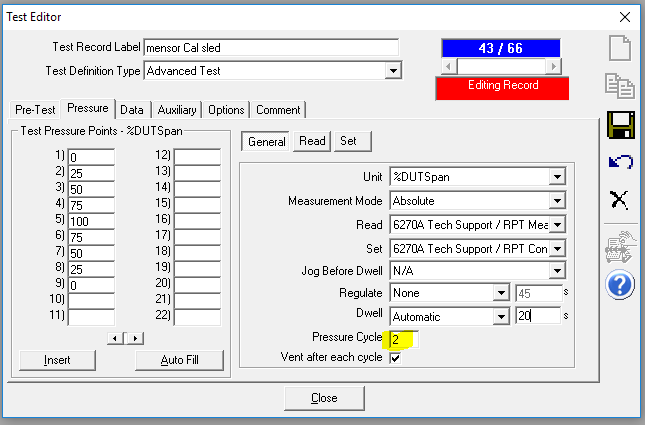 Test Editor
Test Record Label mensor Cal sled
Test Definition Type Advanced Test
43 / 66
Editing Record
Pre-Test Pressure Data Auxiliary Options Comment
Test Pressure Points - %DUTSpan
1) 0
2) 25
3) 50
4) 75
5) 100
6) 75
7) 50
8) 25
9) 0
10)
11)
12)
13)
14)
15)
16)
17)
18)
19)
20)
21)
22)
Insert Auto Fill
General Read Set
Unit %DUTSpan
Measurement Mode Absolute
Read 6270A Tech Support / RPT Mea
Set 6270A Tech Support / RPT Con
Jog Before Dwell N/A
Regulate None 45 s
Dwell Automatic 20 s
Pressure Cycle 2
Vent after each cycle
Close